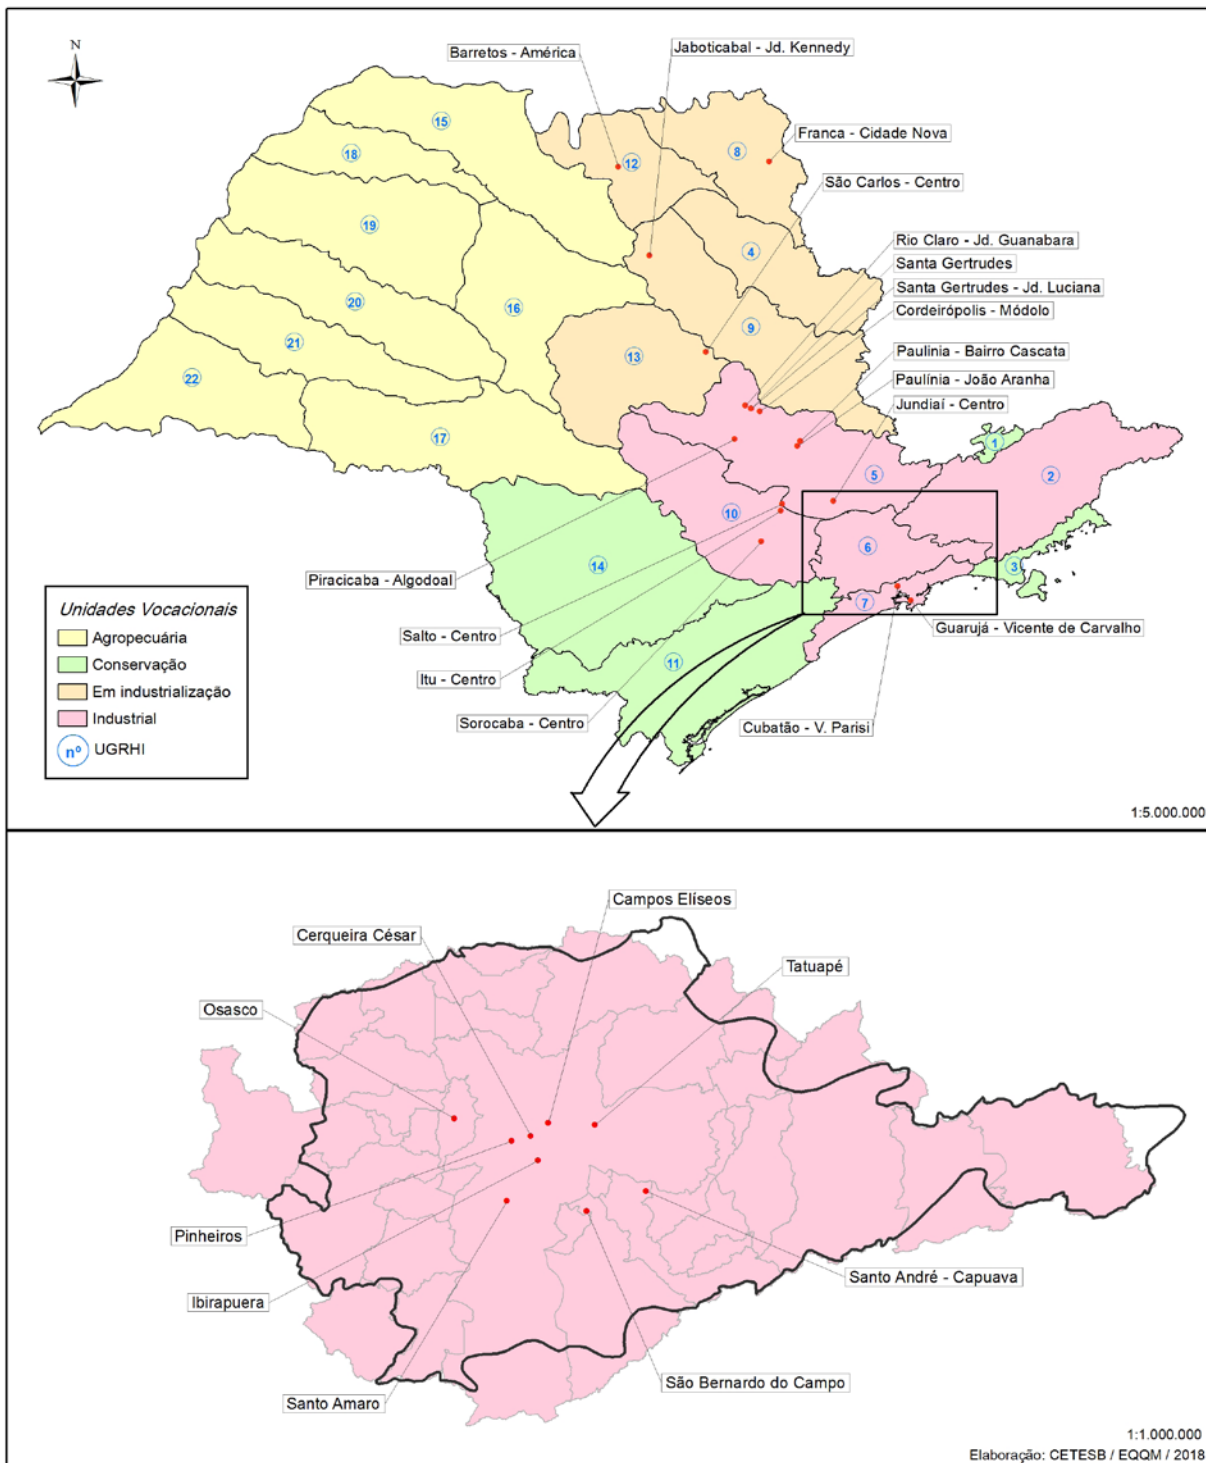 N
Barretos - América
Jaboticabal - Jd. Kennedy
Franca - Cidade Nova
São Carlos - Centro
Rio Claro - Jd. Guanabara
Santa Gertrudes
Santa Gertrudes - Jd. Luciana
Cordeirópolis - Módolo
Paulinia - Bairro Cascata
Paulínia - João Aranha
Jundiaí - Centro
15
18
12
8
19
4
16
20
9
21
13
22
17
1
5
2
10
6
14
3
7
11
Piracicaba - Algodoal
Salto - Centro
Itu - Centro
Sorocaba - Centro
Guarujá - Vicente de Carvalho
Cubatão - V. Parisi
Unidades Vocacionais
Agropecuária
Conservação
Em industrialização
Industrial
nº UGRHI
1:5.000.000
Campos Elíseos
Cerqueira César
Tatuapé
Osasco
Pinheiros
Ibirapuera
Santo André - Capuava
Santo Amaro
São Bernardo do Campo
1:1.000.000
Elaboração: CETESB / EQQM / 2018